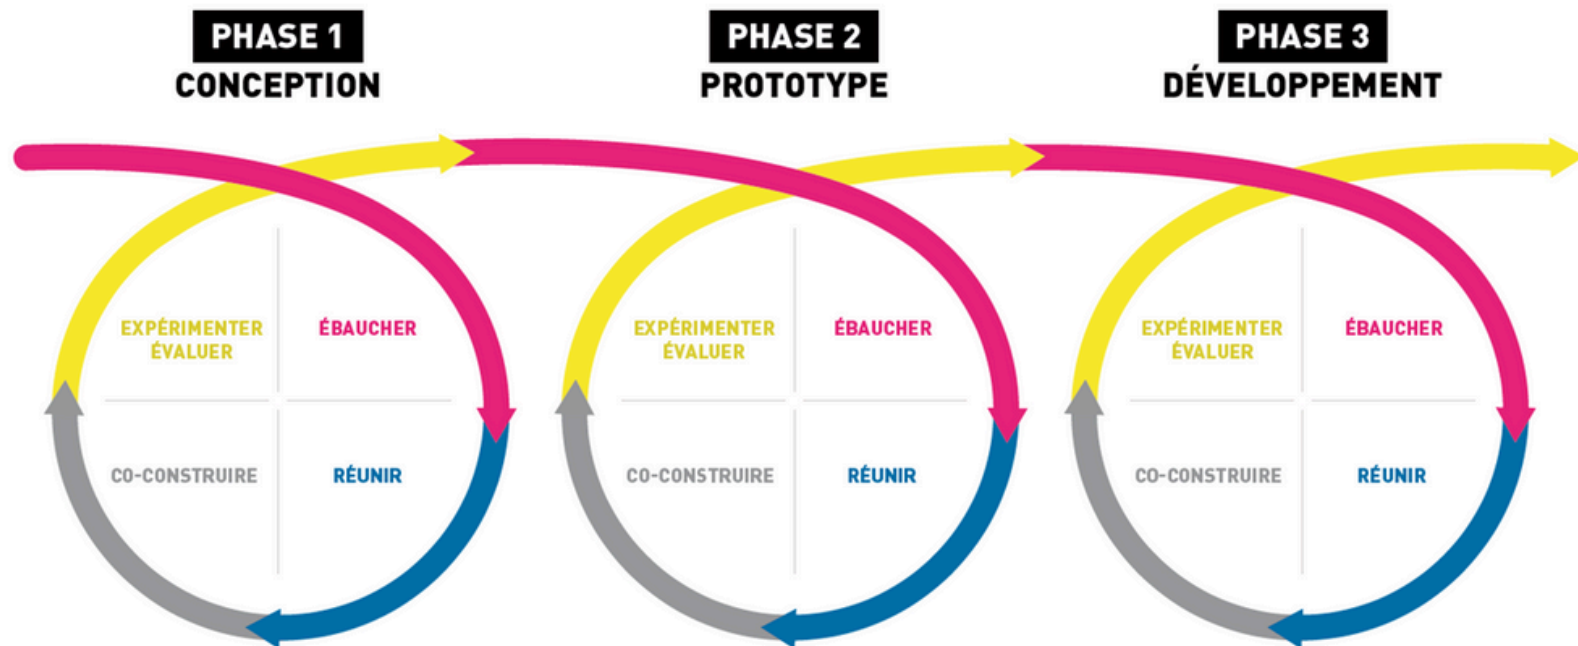 PHASE 1
CONCEPTION
PHASE 2
PROTOTYPE
PHASE 3
DÉVELOPPEMENT
EXPÉRIMENTER
ÉVALUER
ÉBAUCHER
CO-CONSTRUIRE
RÉUNIR
EXPÉRIMENTER
ÉVALUER
ÉBAUCHER
CO-CONSTRUIRE
RÉUNIR
EXPÉRIMENTER
ÉVALUER
ÉBAUCHER
CO-CONSTRUIRE
RÉUNIR